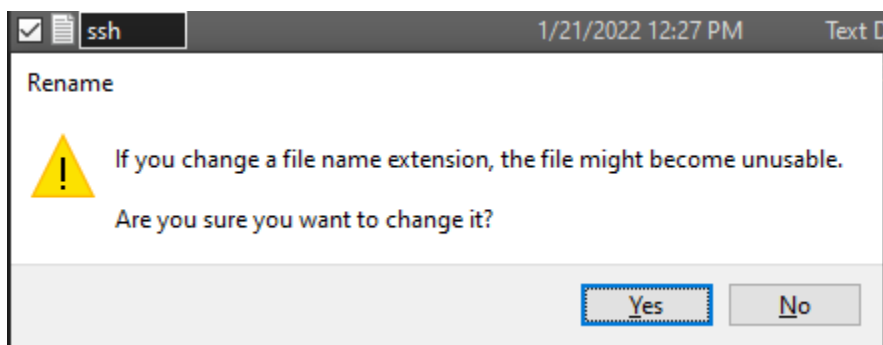 ssh 1/21/2022 12:27 PM Text
Rename
If you change a file name extension, the file might become unusable.
Are you sure you want to change it?
Yes No